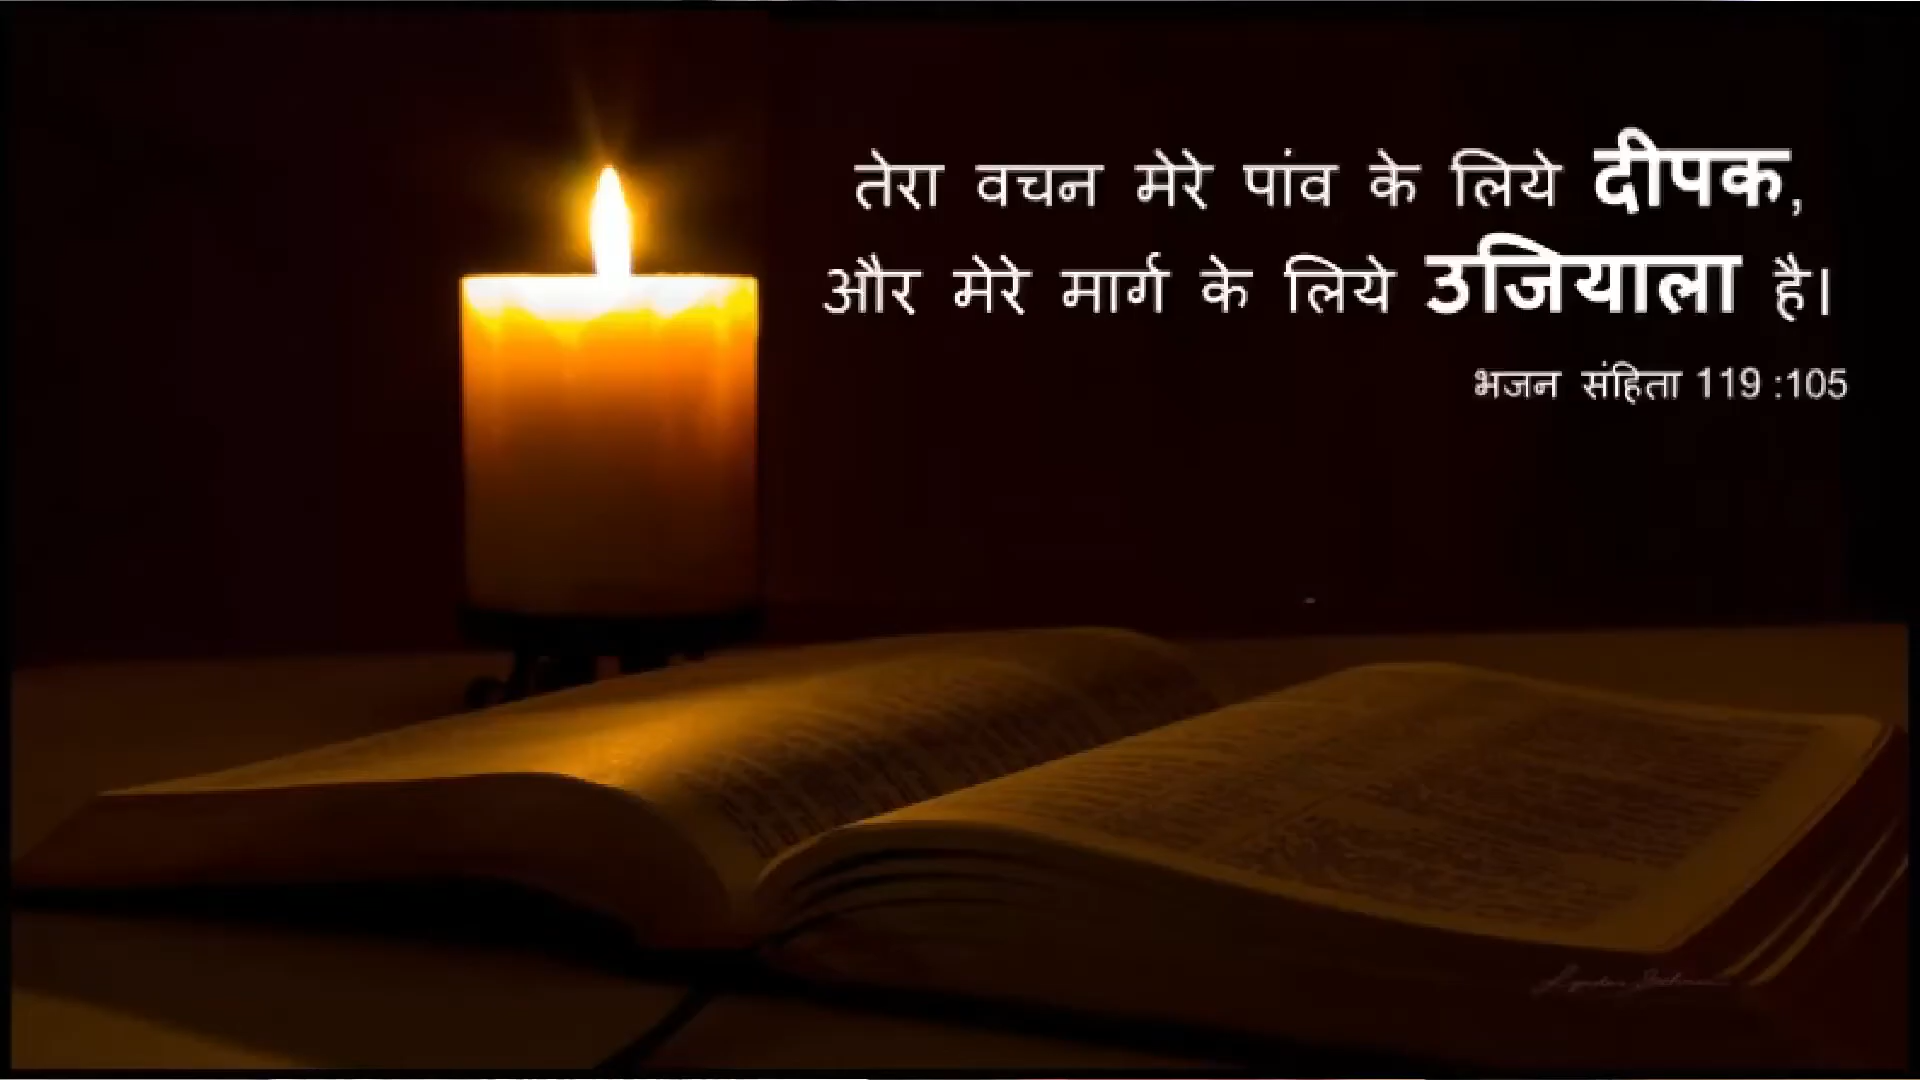 तेरा वचन मेरे पांव के लिये दीपक,
और मेरे मार्ग के लिये उजियाला है।
भजन संहिता 119 :105